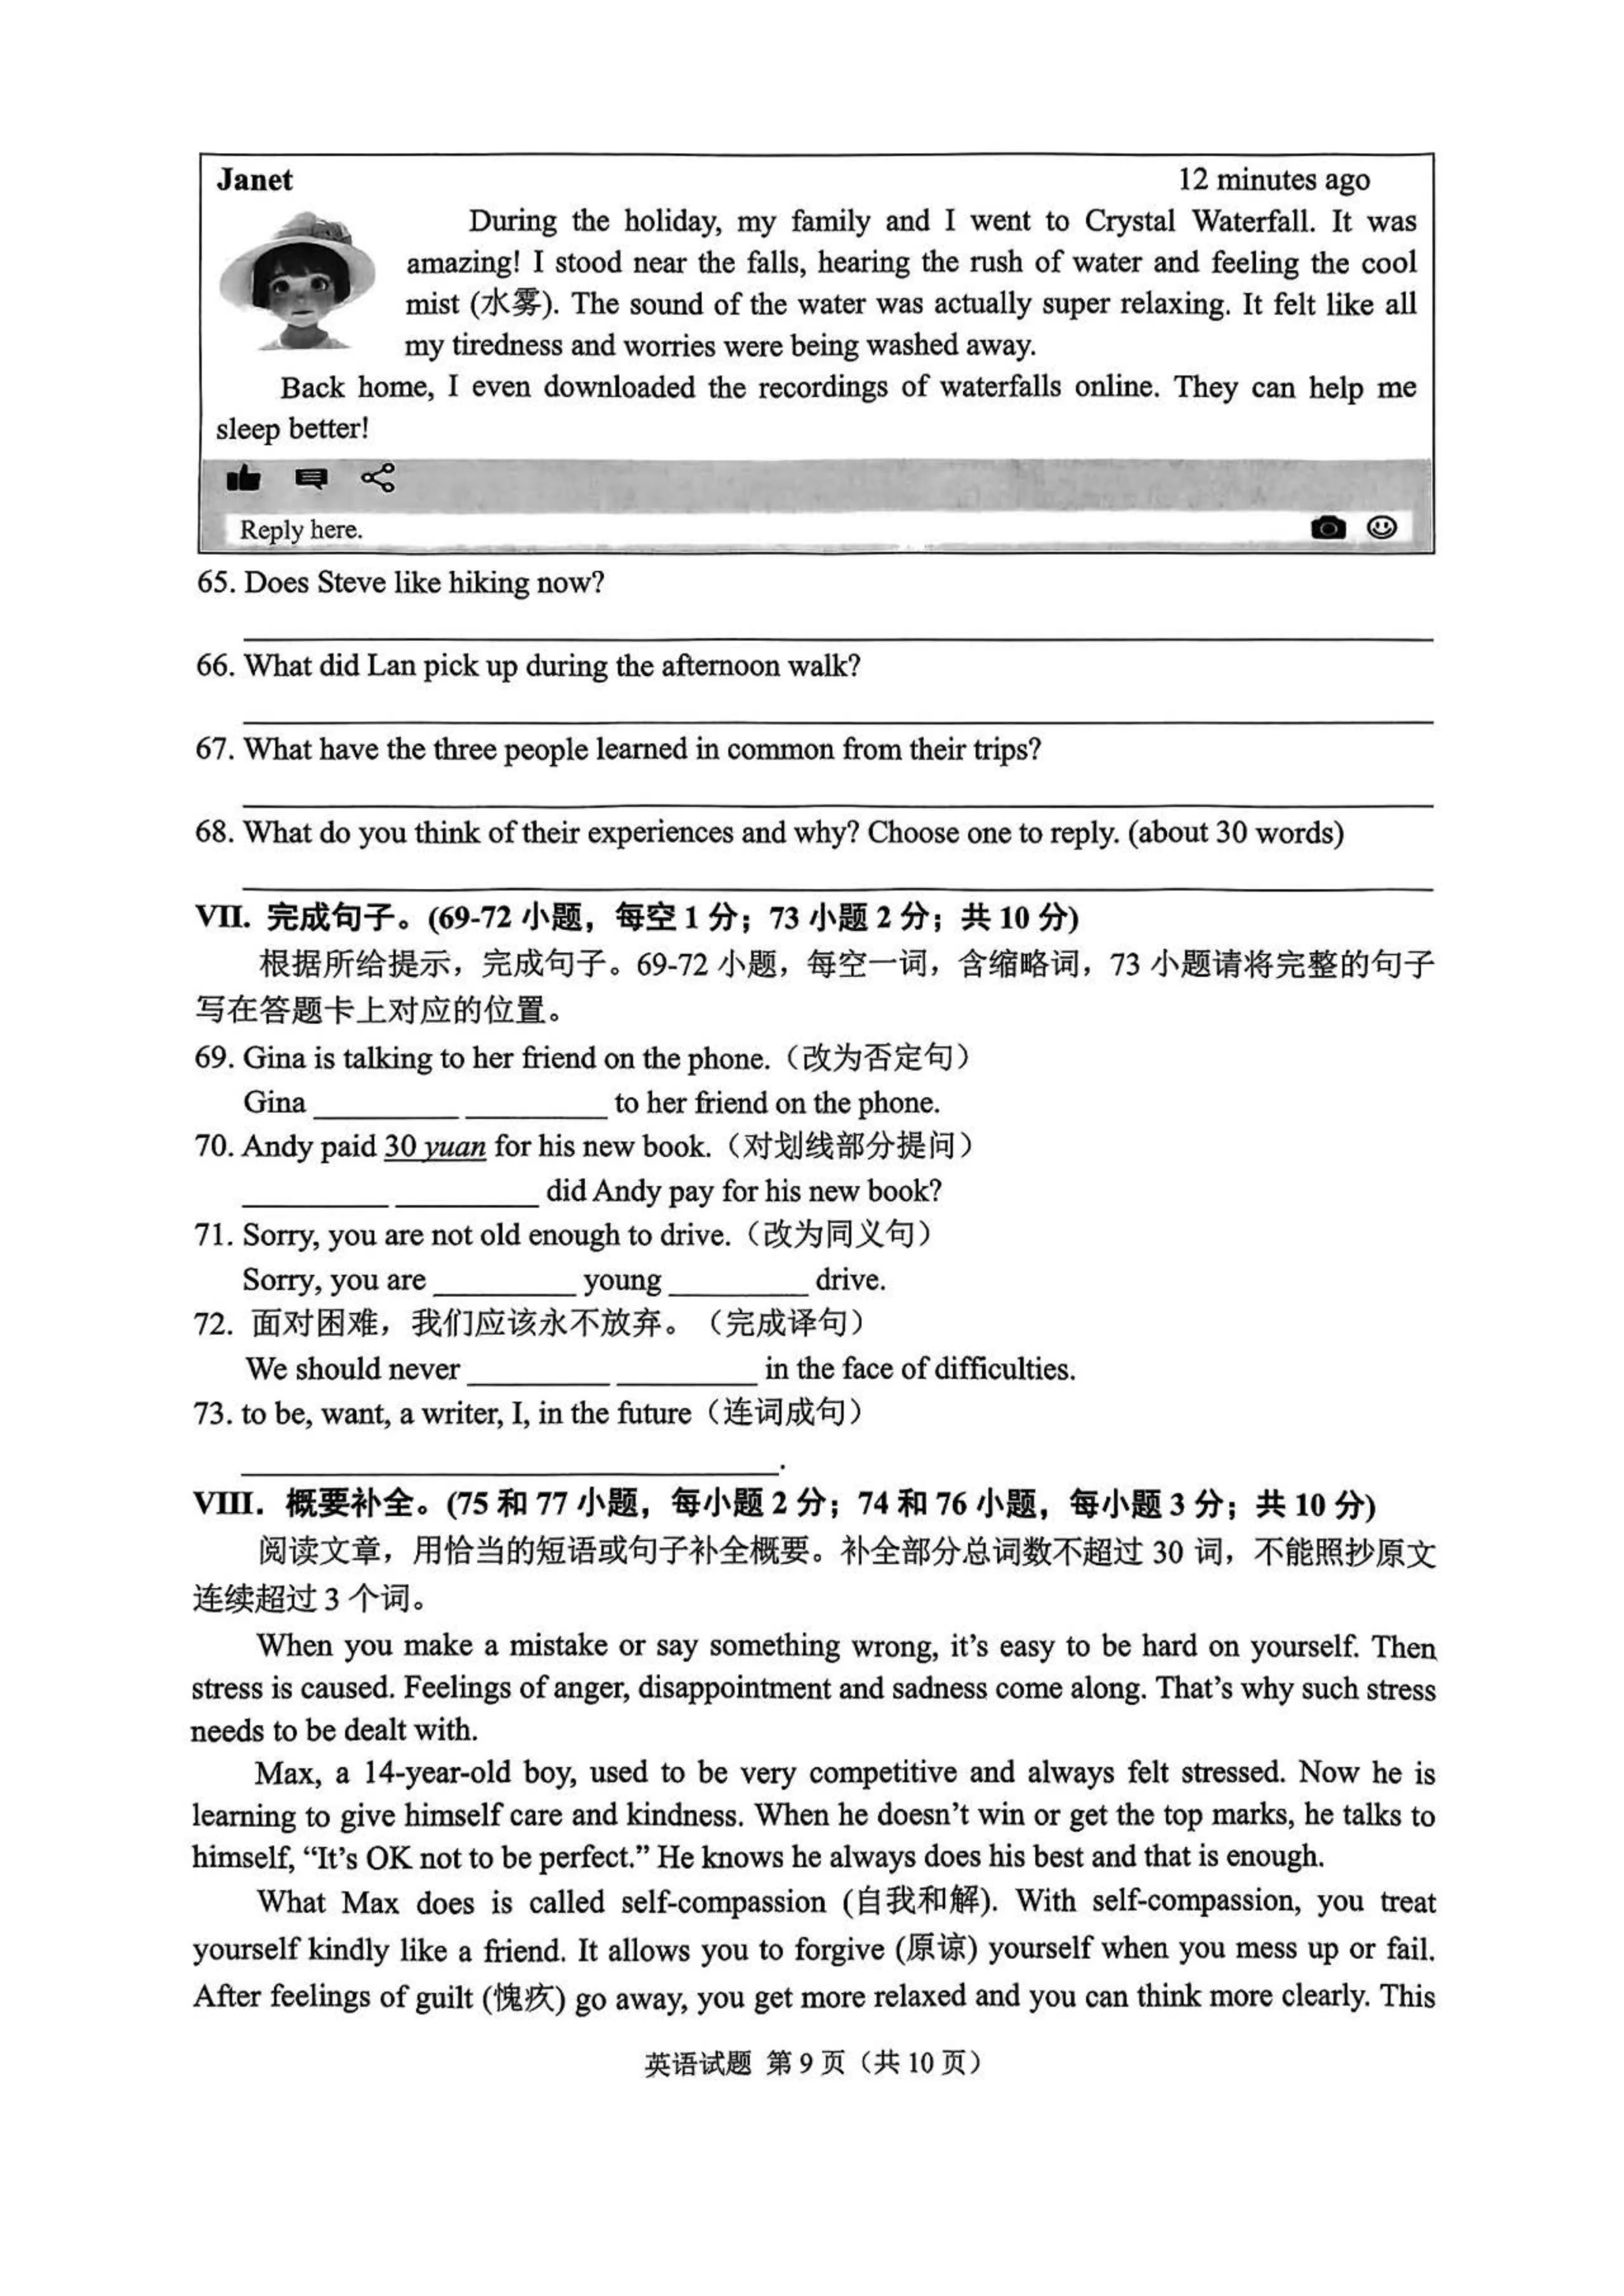 Janet 12 minutes ago
During the holiday, my family and I went to Crystal Waterfall. It was
amazing! I stood near the falls, hearing the rush of water and feeling the cool
mist (水雾). The sound of the water was actually super relaxing. It felt like all
my tiredness and worries were being washed away.
Back home, I even downloaded the recordings of waterfalls online. They can help me
sleep better!
Reply here.
65. Does Steve like hiking now?
66. What did Lan pick up during the afternoon walk?
67. What have the three people learned in common from their trips?
68. What do you think of their experiences and why? Choose one to reply. (about 30 words)
VII. 完成句子。(69-72 小题，每空 1 分；73 小题 2 分；共 10 分)
根据所给提示，完成句子。69-72 小题，每空一词，含缩略词，73 小题请将完整的句子
写在答题卡上对应的位置。
69. Gina is talking to her friend on the phone.（改为否定句）
Gina __________ __________ to her friend on the phone.
70. Andy paid 30 yuan for his new book.（对划线部分提问）
__________ __________ did Andy pay for his new book?
71. Sorry, you are not old enough to drive.（改为同义句）
Sorry, you are __________ young __________ drive.
72. 面对困难，我们应该永不放弃。（完成译句）
We should never __________ __________ in the face of difficulties.
73. to be, want, a writer, I, in the future（连词成句）
____________________.
VIII. 概要补全。(75 和 77 小题，每小题 2 分；74 和 76 小题，每小题 3 分；共 10 分)
阅读文章，用恰当的短语或句子补全概要。补全部分总词数不超过 30 词，不能照抄原文
连续超过 3 个词。
When you make a mistake or say something wrong, it's easy to be hard on yourself. Then
stress is caused. Feelings of anger, disappointment and sadness come along. That's why such stress
needs to be dealt with.
Max, a 14-year-old boy, used to be very competitive and always felt stressed. Now he is
learning to give himself care and kindness. When he doesn't win or get the top marks, he talks to
himself, "It's OK not to be perfect." He knows he always does his best and that is enough.
What Max does is called self-compassion (自我和解). With self-compassion, you treat
yourself kindly like a friend. It allows you to forgive (原谅) yourself when you mess up or fail.
After feelings of guilt (愧疚) go away, you get more relaxed and you can think more clearly. This
英语试题 第 9 页（共 10 页）